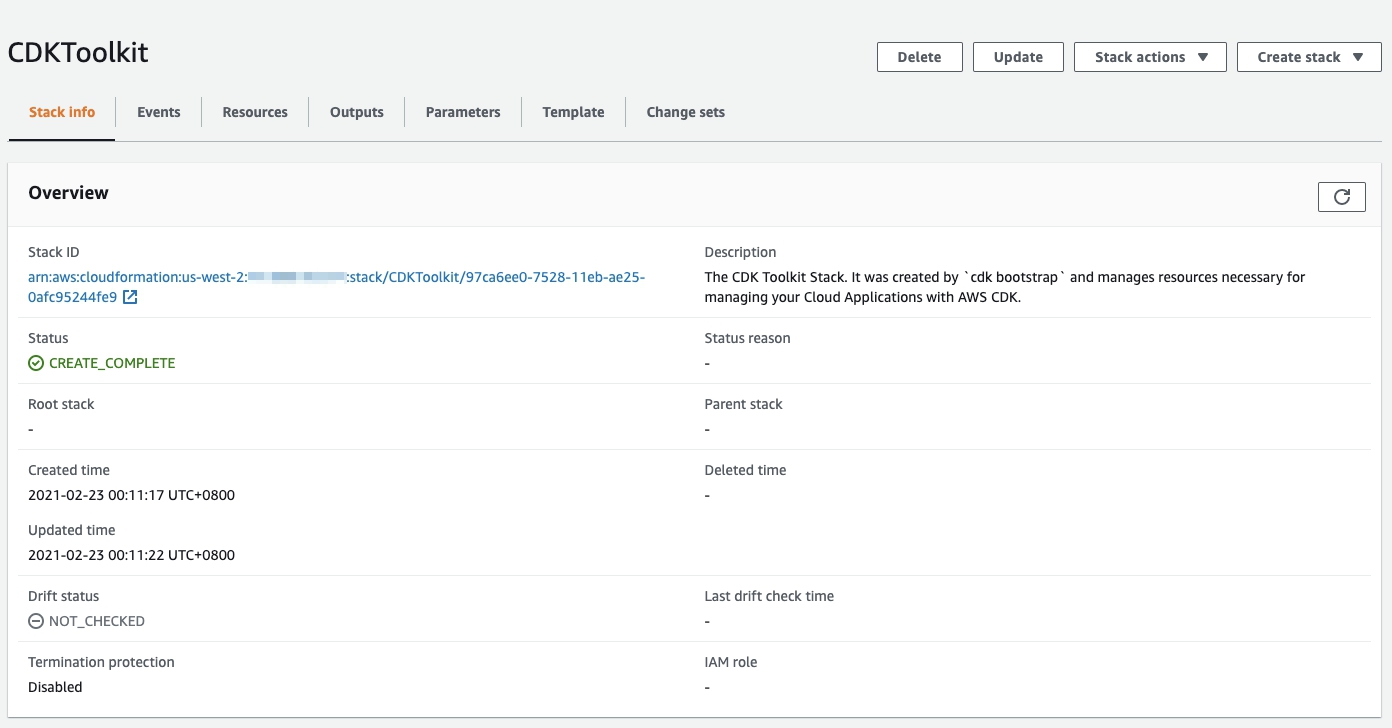 CDKToolkit
Delete
Update
Stack actions
Create stack
Stack info
Events
Resources
Outputs
Parameters
Template
Change sets
Overview
Stack ID
arn:aws:cloudformation:us-west-2: :stack/CDKToolkit/97ca6ee0-7528-11eb-ae25-
0afc95244fe9
Description
The CDK Toolkit Stack. It was created by `cdk bootstrap` and manages resources necessary for
managing your Cloud Applications with AWS CDK.
Status
CREATE_COMPLETE
Status reason
-
Root stack
-
Parent stack
-
Created time
2021-02-23 00:11:17 UTC+0800
Deleted time
-
Updated time
2021-02-23 00:11:22 UTC+0800
Drift status
NOT_CHECKED
Last drift check time
-
Termination protection
Disabled
IAM role
-